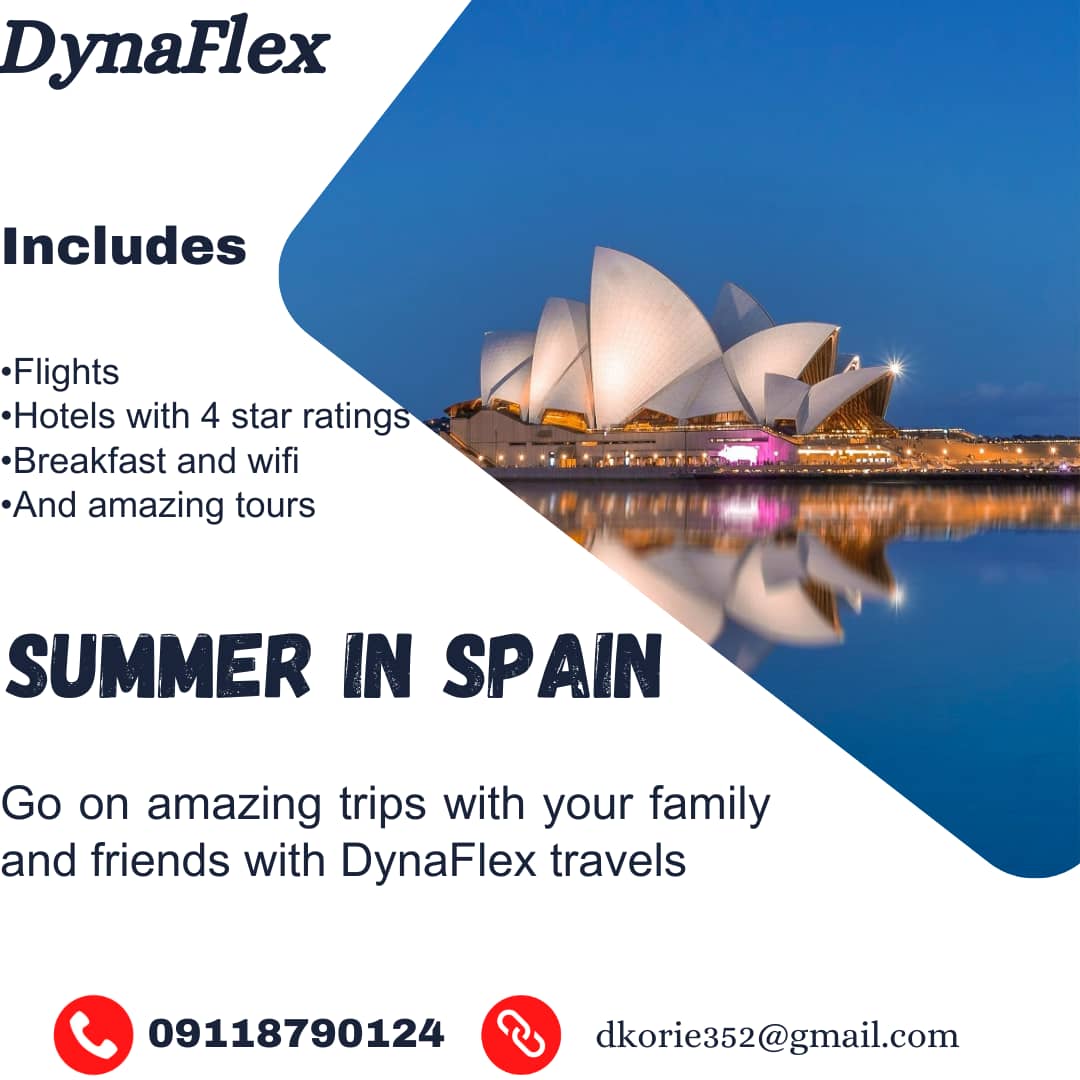 DynaFlex
Includes
•Flights
•Hotels with 4 star ratings
•Breakfast and wifi
•And amazing tours
SUMMER IN SPAIN
Go on amazing trips with your family
and friends with DynaFlex travels
09118790124
dkorie352@gmail.com